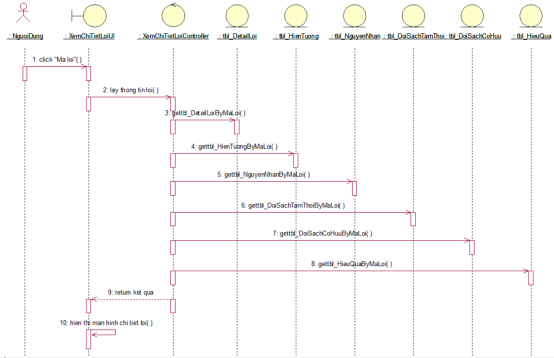 : NguoiDung
: XemChiTietLoiUI
: XemChiTietLoiController
: tbl_DetailLoi
: tbl_HienTuong
: tbl_NguyenNhan
: tbl_DoiSachTamThoi
: tbl_DoiSachCoHuu
: tbl_HieuQua
1: click "Ma loi"( )
2: lay thong tin loi( )
3: gettbl_DetailLoiByMaLoi( )
4: gettbl_HienTuongByMaLoi( )
5: gettbl_NguyenNhanByMaLoi( )
6: gettbl_DoiSachTamThoiByMaLoi( )
7: gettbl_DoiSachCoHuuByMaLoi( )
8: gettbl_HieuQuaByMaLoi( )
9: return ket qua
10: hien thi man hinh chi tiet loi( )